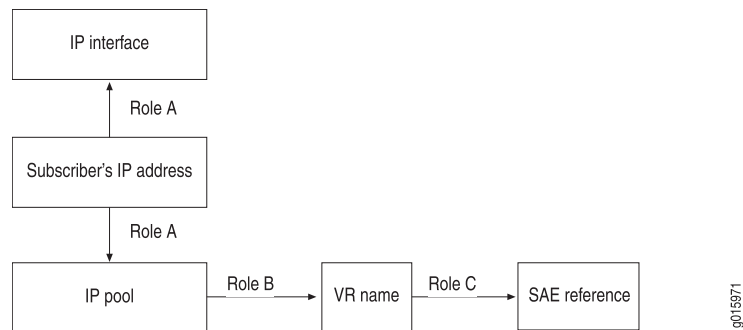 IP interface
Role A
Subscriber's IP address
Role A
IP pool
Role B
VR name
Role C
SAE reference
g015971